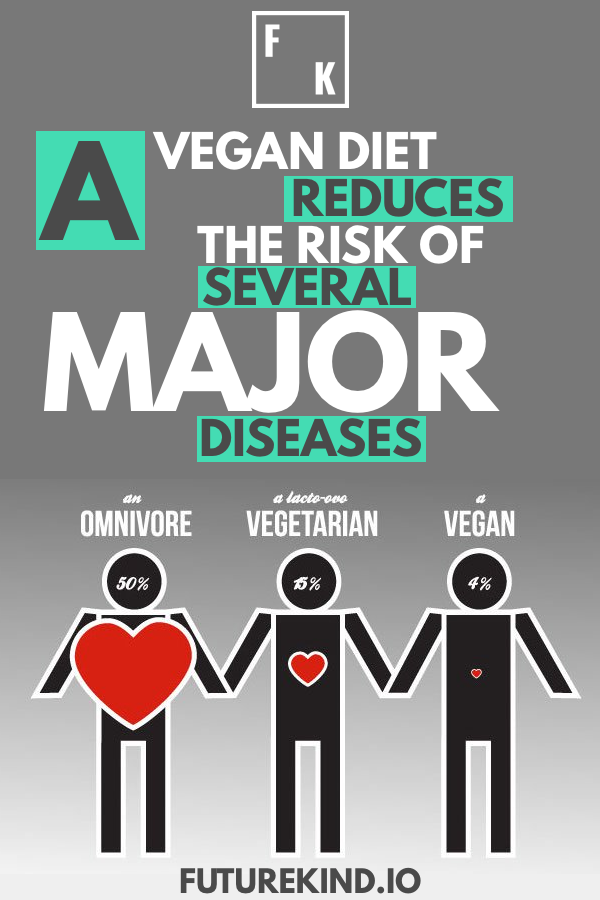 F
K
A VEGAN DIET
REDUCES
THE RISK OF
SEVERAL
MAJOR
DISEASES
an
OMNIVORE
a lacto-ovo
VEGETARIAN
a
VEGAN
50%
15%
4%
FUTUREKIND.IO